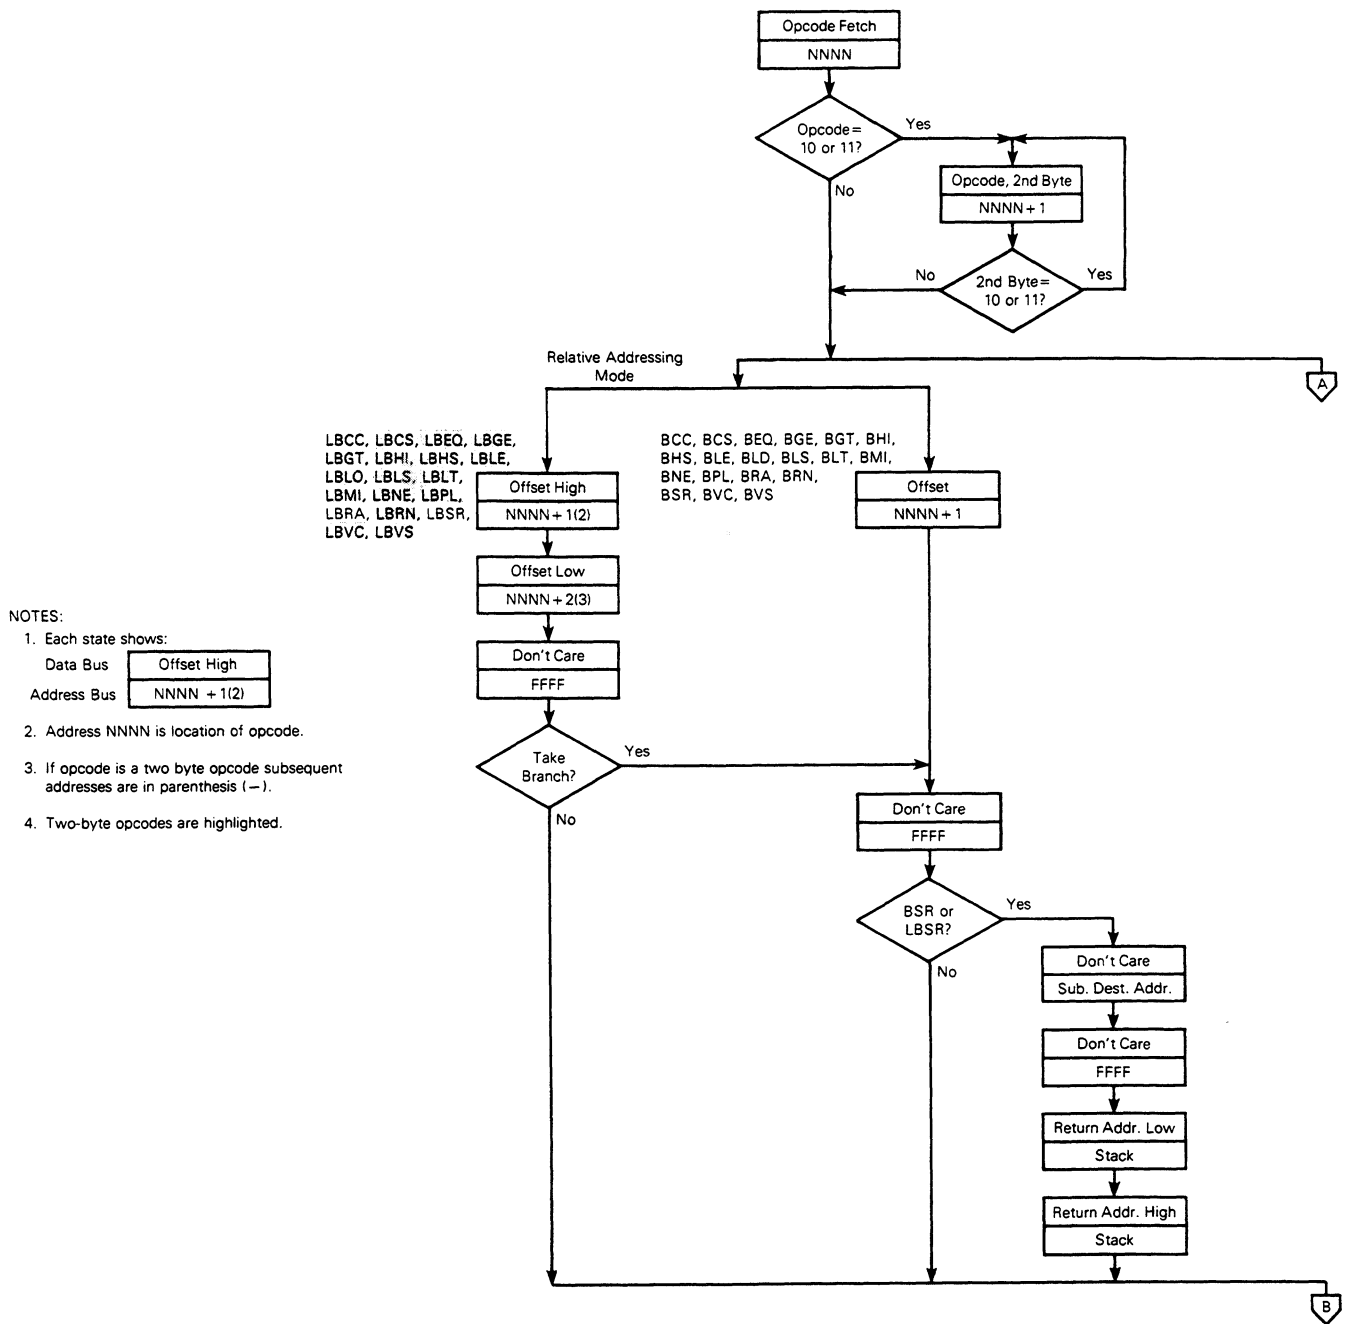 Opcode Fetch
NNNN
Opcode=
10 or 11?
Yes
No
Opcode, 2nd Byte
NNNN + 1
2nd Byte=
10 or 11?
No
Yes
Relative Addressing
Mode
A
LBCC, LBCS, LBEQ, LBGE,
LBGT, LBHI, LBHS, LBLE,
LBLO, LBLS, LBLT,
LBMI, LBNE, LBPL,
LBRA, LBRN, LBSR,
LBVC, LBVS
BCC, BCS, BEQ, BGE, BGT, BHI,
BHS, BLE, BLD, BLS, BLT, BMI,
BNE, BPL, BRA, BRN,
BSR, BVC, BVS
Offset High
NNNN + 1(2)
Offset
NNNN + 1
Offset Low
NNNN + 2(3)
Don't Care
FFFF
Take
Branch?
Yes
No
Don't Care
FFFF
BSR or
LBSR?
Yes
No
Don't Care
Sub. Dest. Addr.
Don't Care
FFFF
Return Addr. Low
Stack
Return Addr. High
Stack
B
NOTES:
1. Each state shows:
Data Bus Offset High
Address Bus NNNN + 1(2)
2. Address NNNN is location of opcode.
3. If opcode is a two byte opcode subsequent
addresses are in parenthesis (—).
4. Two-byte opcodes are highlighted.